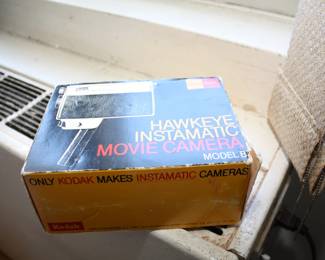 HAWKEYE
INSTAMATIC
MOVIE CAMERA
MODEL B
ONLY KODAK MAKES INSTAMATIC CAMERAS
Kodak